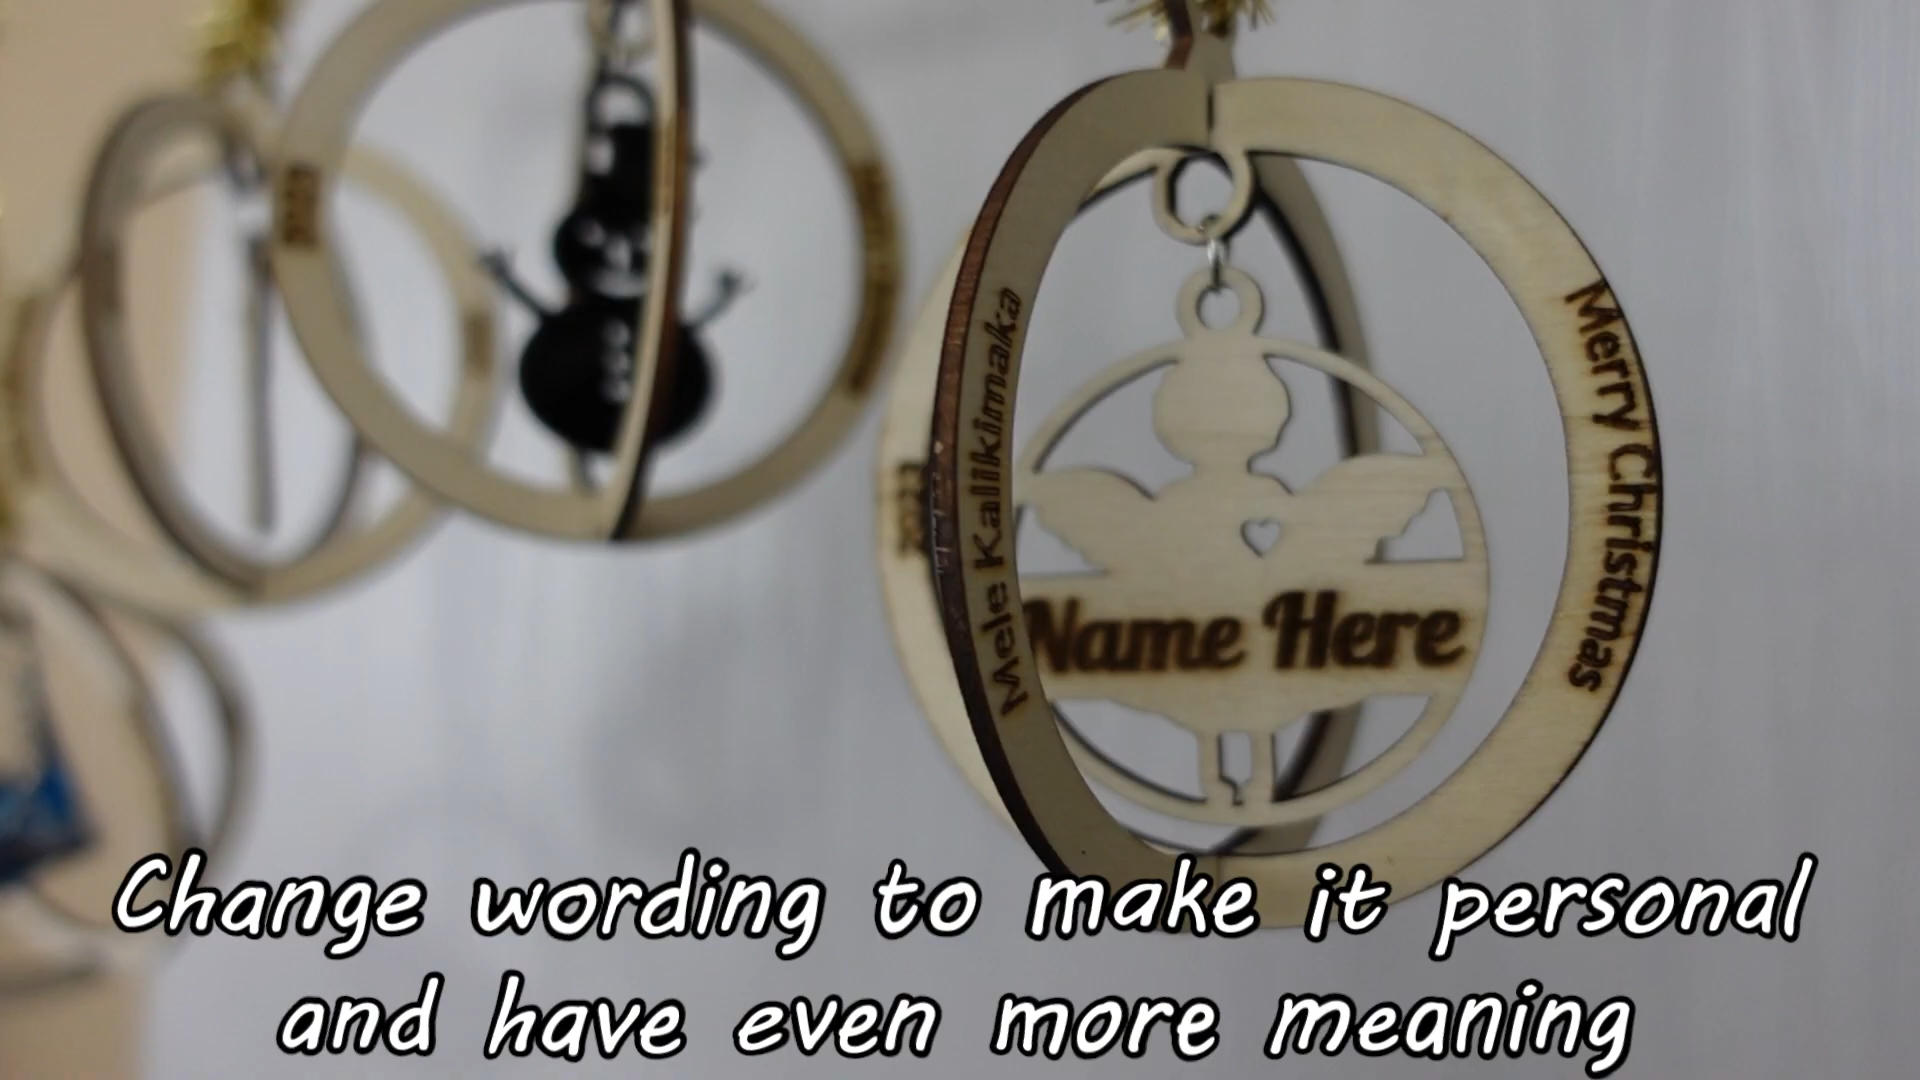 Mele Kalikimaka
Merry Christmas
Name Here
Change wording to make it personal
and have even more meaning